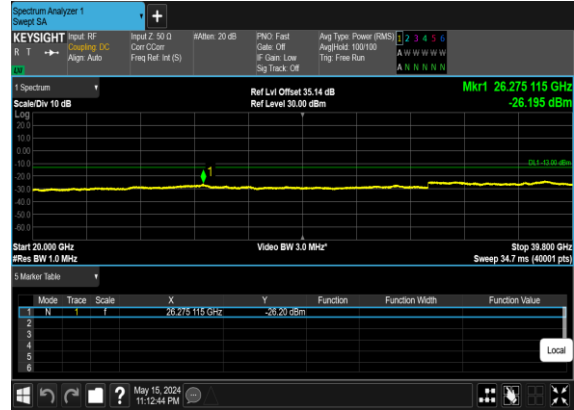 Spectrum Analyzer 1
Swept SA
+
KEYSIGHT Input: RF Input Z: 50 Ω #Atten: 20 dB PNO: Fast Avg Type: Power (RMS) 1 2 3 4 5 6
R T Coupling: DC Corr CCorr Gate: Off Avg|Hold: 100/100 A W W W W W
Align: Auto Freq Ref: Int (S) IF Gain: Low Trig: Free Run
Sig Track: Off A N N N N N
1 Spectrum Ref Lvl Offset 35.14 dB Mkr1 26.275 115 GHz
Scale/Div 10 dB Ref Level 30.00 dBm -26.195 dBm
Log
20.0
10.0
0.00
-10.0 DL1 -13.00 dBm
-20.0 1
-30.0
-40.0
-50.0
-60.0
Start 20.000 GHz Video BW 3.0 MHz* Stop 39.800 GHz
#Res BW 1.0 MHz Sweep 34.7 ms (40001 pts)
5 Marker Table
Mode Trace Scale X Y Function Function Width Function Value
1 N 1 f 26.275 115 GHz -26.20 dBm
2
3
4
5
6
Local
? May 15, 2024
11:12:44 PM